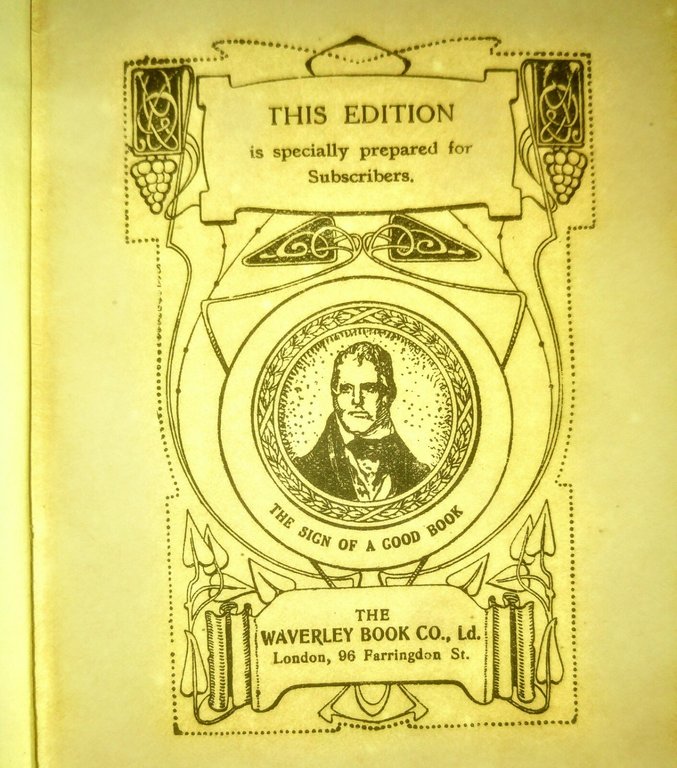 THIS EDITION
is specially prepared for
Subscribers.
THE SIGN OF A GOOD BOOK
THE
WAVERLEY BOOK CO., Ld.
London, 96 Farringdon St.